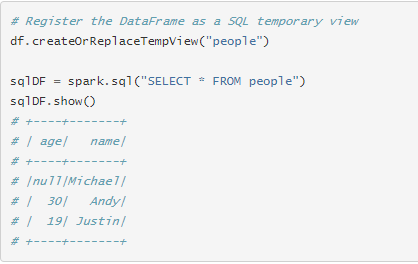 # Register the DataFrame as a SQL temporary view
df.createOrReplaceTempView("people")

sqlDF = spark.sql("SELECT * FROM people")
sqlDF.show()
# +----+-------+
# | age|   name|
# +----+-------+
# |null|Michael|
# |  30|   Andy|
# |  19| Justin|
# +----+-------+